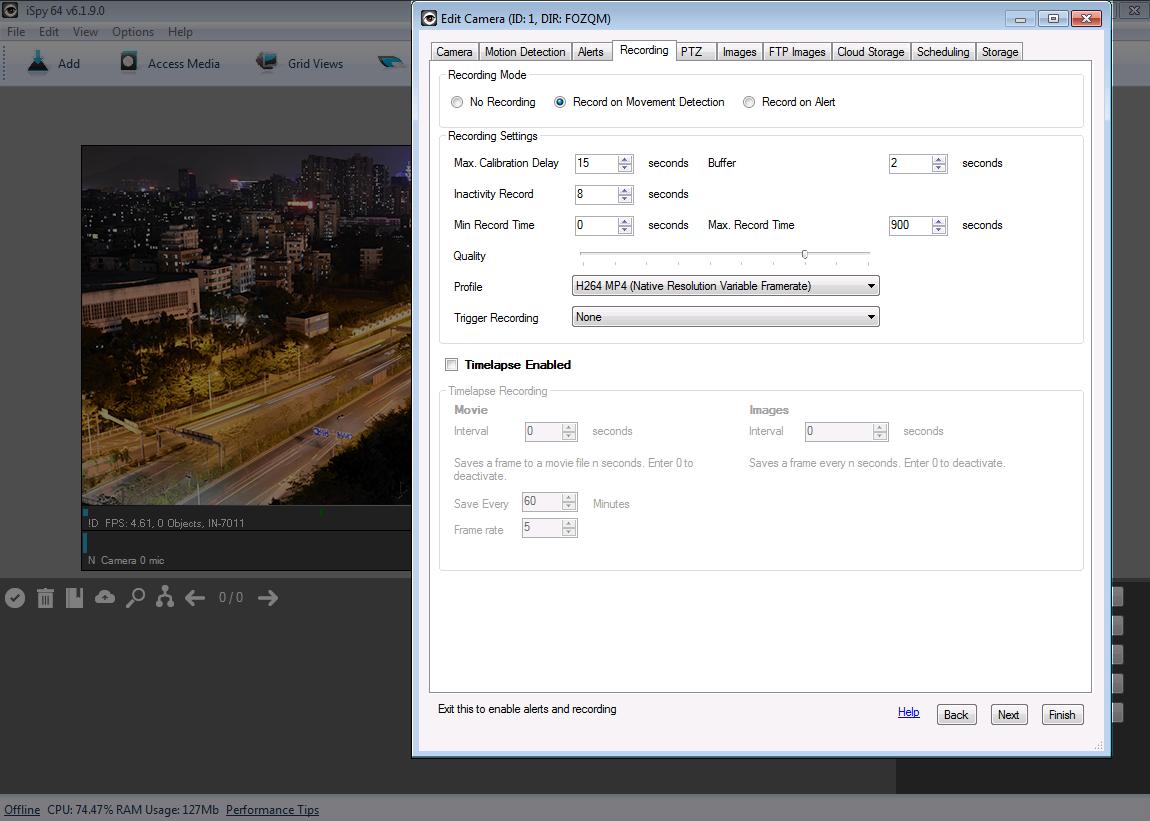 iSpy 64 v6.1.9.0
File Edit View Options Help
Add Access Media Grid Views
!D FPS: 4.61, 0 Objects, IN-7011
N Camera 0 mic
0 / 0
Offline CPU: 74.47% RAM Usage: 127Mb Performance Tips
Edit Camera (ID: 1, DIR: FOZQM)
Camera Motion Detection Alerts Recording PTZ Images FTP Images Cloud Storage Scheduling Storage
Recording Mode
No Recording Record on Movement Detection Record on Alert
Recording Settings
Max. Calibration Delay 15 seconds Buffer 2 seconds
Inactivity Record 8 seconds
Min Record Time 0 seconds Max. Record Time 900 seconds
Quality
Profile H264 MP4 (Native Resolution Variable Framerate)
Trigger Recording None
Timelapse Enabled
Timelapse Recording
Movie Images
Interval 0 seconds Interval 0 seconds
Saves a frame to a movie file n seconds. Enter 0 to Saves a frame every n seconds. Enter 0 to deactivate.
deactivate.
Save Every 60 Minutes
Frame rate 5
Exit this to enable alerts and recording Help Back Next Finish